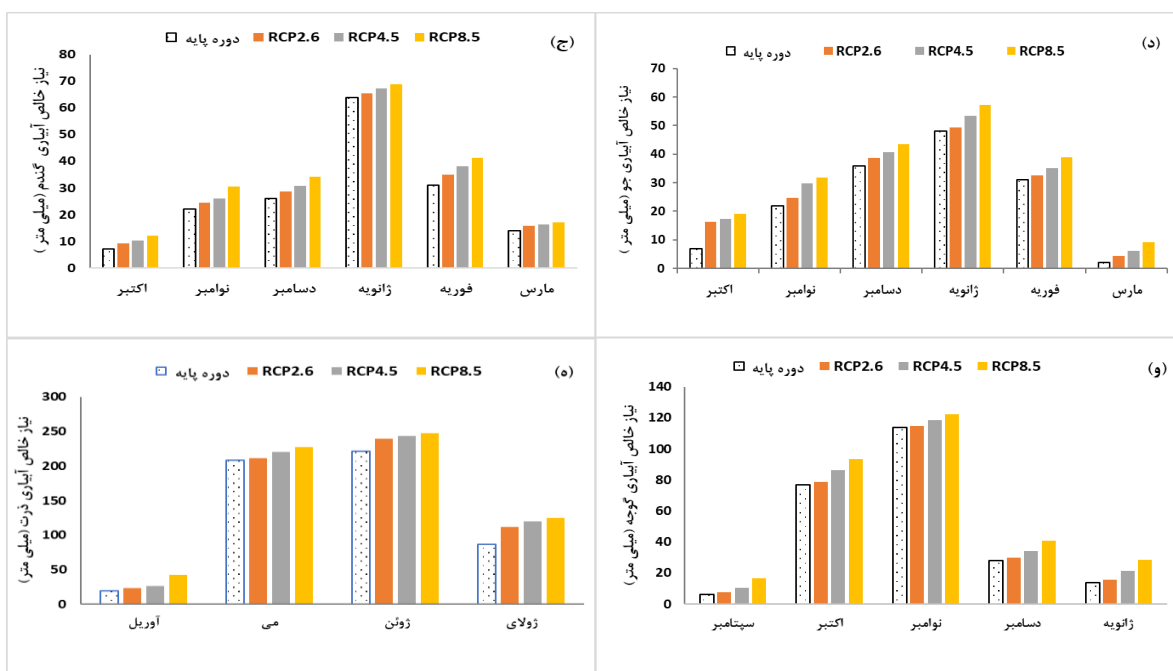 دوره پایه RCP2.6 RCP4.5 RCP8.5
(ج)
نیاز خالص آبیاری گندم (میلی متر)
80
70
60
50
40
30
20
10
0
اکتبر نوامبر دسامبر ژانویه فوریه مارس
دوره پایه RCP2.6 RCP4.5 RCP8.5
(د)
نیاز خالص آبیاری جو (میلی متر)
70
60
50
40
30
20
10
0
اکتبر نوامبر دسامبر ژانویه فوریه مارس
دوره پایه RCP2.6 RCP4.5 RCP8.5
(ه)
نیاز خالص آبیاری ذرت (میلی متر)
300
250
200
150
100
50
0
آوریل می ژوئن ژولای
دوره پایه RCP2.6 RCP4.5 RCP8.5
(و)
نیاز خالص آبیاری گوجه (میلی متر)
140
120
100
80
60
40
20
0
سپتامبر اکتبر نوامبر دسامبر ژانویه